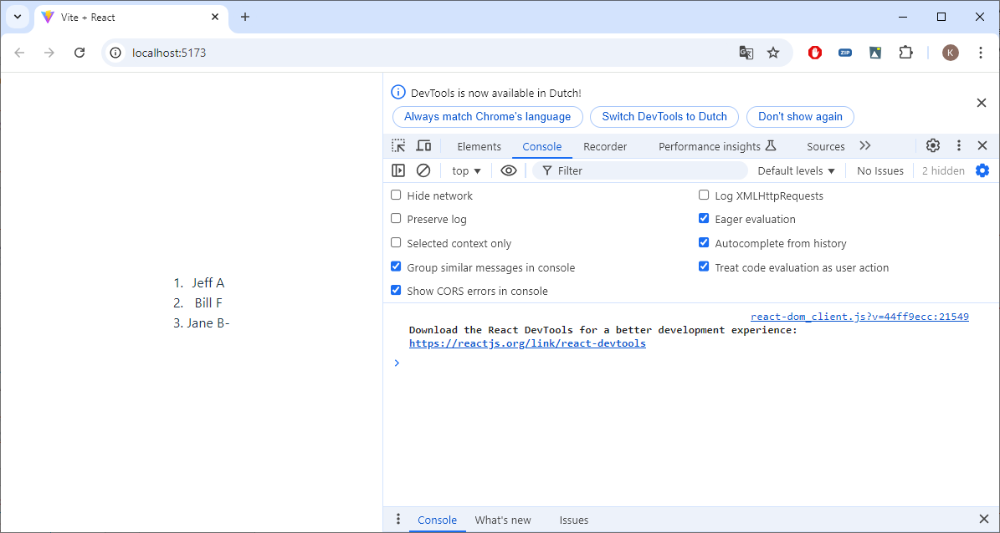 Vite + React
localhost:5173
ZIP
K
1. Jeff A
2. Bill F
3. Jane B-
DevTools is now available in Dutch!
Always match Chrome's language Switch DevTools to Dutch Don't show again
Elements Console Recorder Performance insights Sources
top Filter Default levels No Issues 2 hidden
Hide network Log XMLHttpRequests
Preserve log Eager evaluation
Selected context only Autocomplete from history
Group similar messages in console Treat code evaluation as user action
Show CORS errors in console
react-dom_client.js?v=44ff9ecc:21549
Download the React DevTools for a better development experience:
https://reactjs.org/link/react-devtools
Console What's new Issues